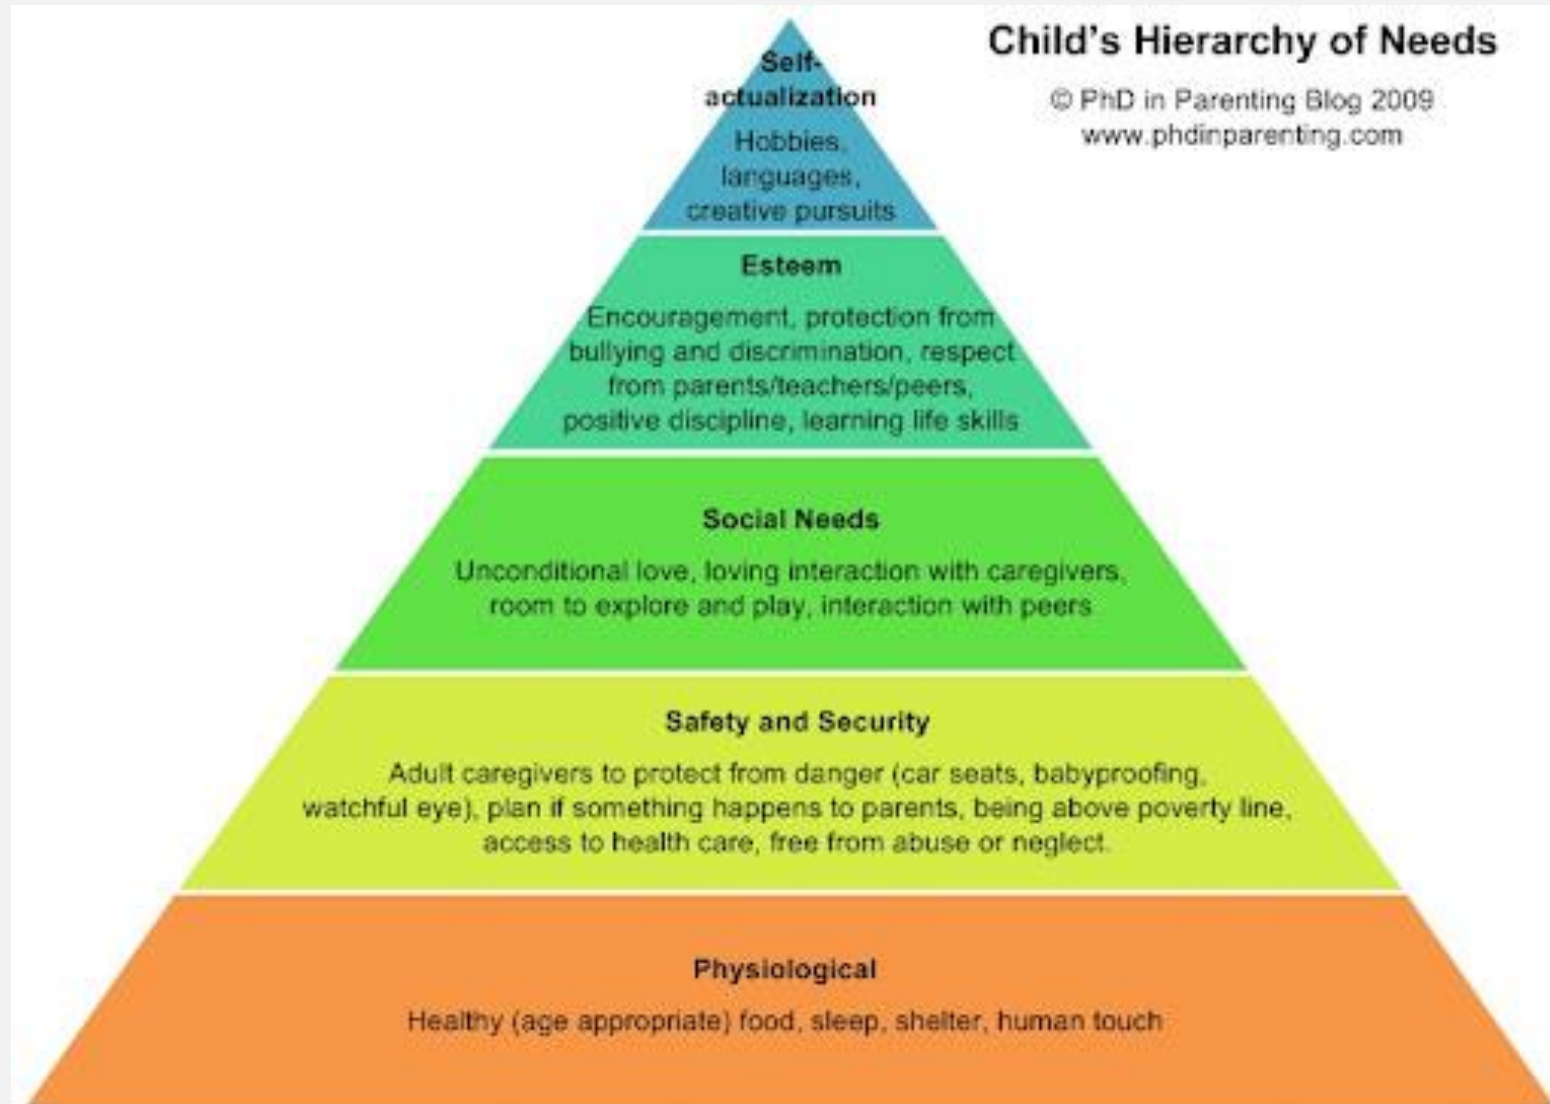 Child's Hierarchy of Needs
© PhD in Parenting Blog 2009
www.phdinparenting.com
Self-
actualization
Hobbies,
languages,
creative pursuits
Esteem
Encouragement, protection from
bullying and discrimination, respect
from parents/teachers/peers,
positive discipline, learning life skills
Social Needs
Unconditional love, loving interaction with caregivers,
room to explore and play, interaction with peers
Safety and Security
Adult caregivers to protect from danger (car seats, babyproofing,
watchful eye), plan if something happens to parents, being above poverty line,
access to health care, free from abuse or neglect.
Physiological
Healthy (age appropriate) food, sleep, shelter, human touch